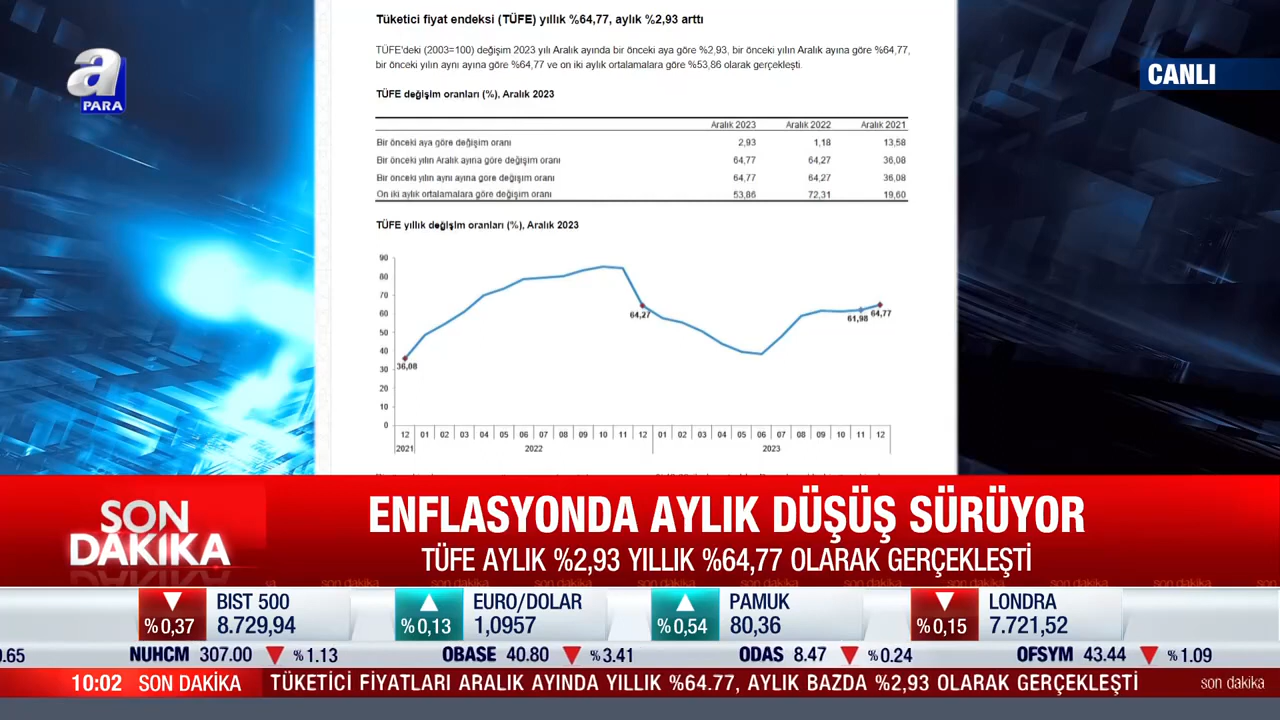 Tüketici fiyat endeksi (TÜFE) yıllık %64,77, aylık %2,93 arttı
TÜFE'deki (2003=100) değişim 2023 yılı Aralık ayında bir önceki aya göre %2,93, bir önceki yılın Aralık ayına göre %64,77,
bir önceki yılın aynı ayına göre %64,77 ve on iki aylık ortalamalara göre %53,86 olarak gerçekleşti.
a
PARA
CANLI
TÜFE değişim oranları (%), Aralık 2023
Aralık 2023 Aralık 2022 Aralık 2021
Bir önceki aya göre değişim oranı 2,93 1,18 13,58
Bir önceki yılın Aralık ayına göre değişim oranı 64,77 64,27 36,08
Bir önceki yılın aynı ayına göre değişim oranı 64,77 64,27 36,08
On iki aylık ortalamalara göre değişim oranı 53,86 72,31 19,60
TÜFE yıllık değişim oranları (%), Aralık 2023
90
80
70
60
50
40
30
20
10
0
36,08
64,27
61,98
64,77
12 01 02 03 04 05 06 07 08 09 10 11 12 01 02 03 04 05 06 07 08 09 10 11 12
2021 2022 2023
SON
DAKİKA
ENFLASYONDA AYLIK DÜŞÜŞ SÜRÜYOR
TÜFE AYLIK %2,93 YILLIK %64,77 OLARAK GERÇEKLEŞTİ
%0,37 BIST 500 8.729,94
%0,13 EURO/DOLAR 1,0957
%0,54 PAMUK 80,36
%0,15 LONDRA 7.721,52
0.65 NUHCM 307.00 %1.13 OBASE 40.80 %3.41 ODAS 8.47 %0.24 OFSYM 43.44 %1.09
10:02 SON DAKİKA TÜKETİCİ FİYATLARI ARALIK AYINDA YILLIK %64.77, AYLIK BAZDA %2,93 OLARAK GERÇEKLEŞTİ son dakika